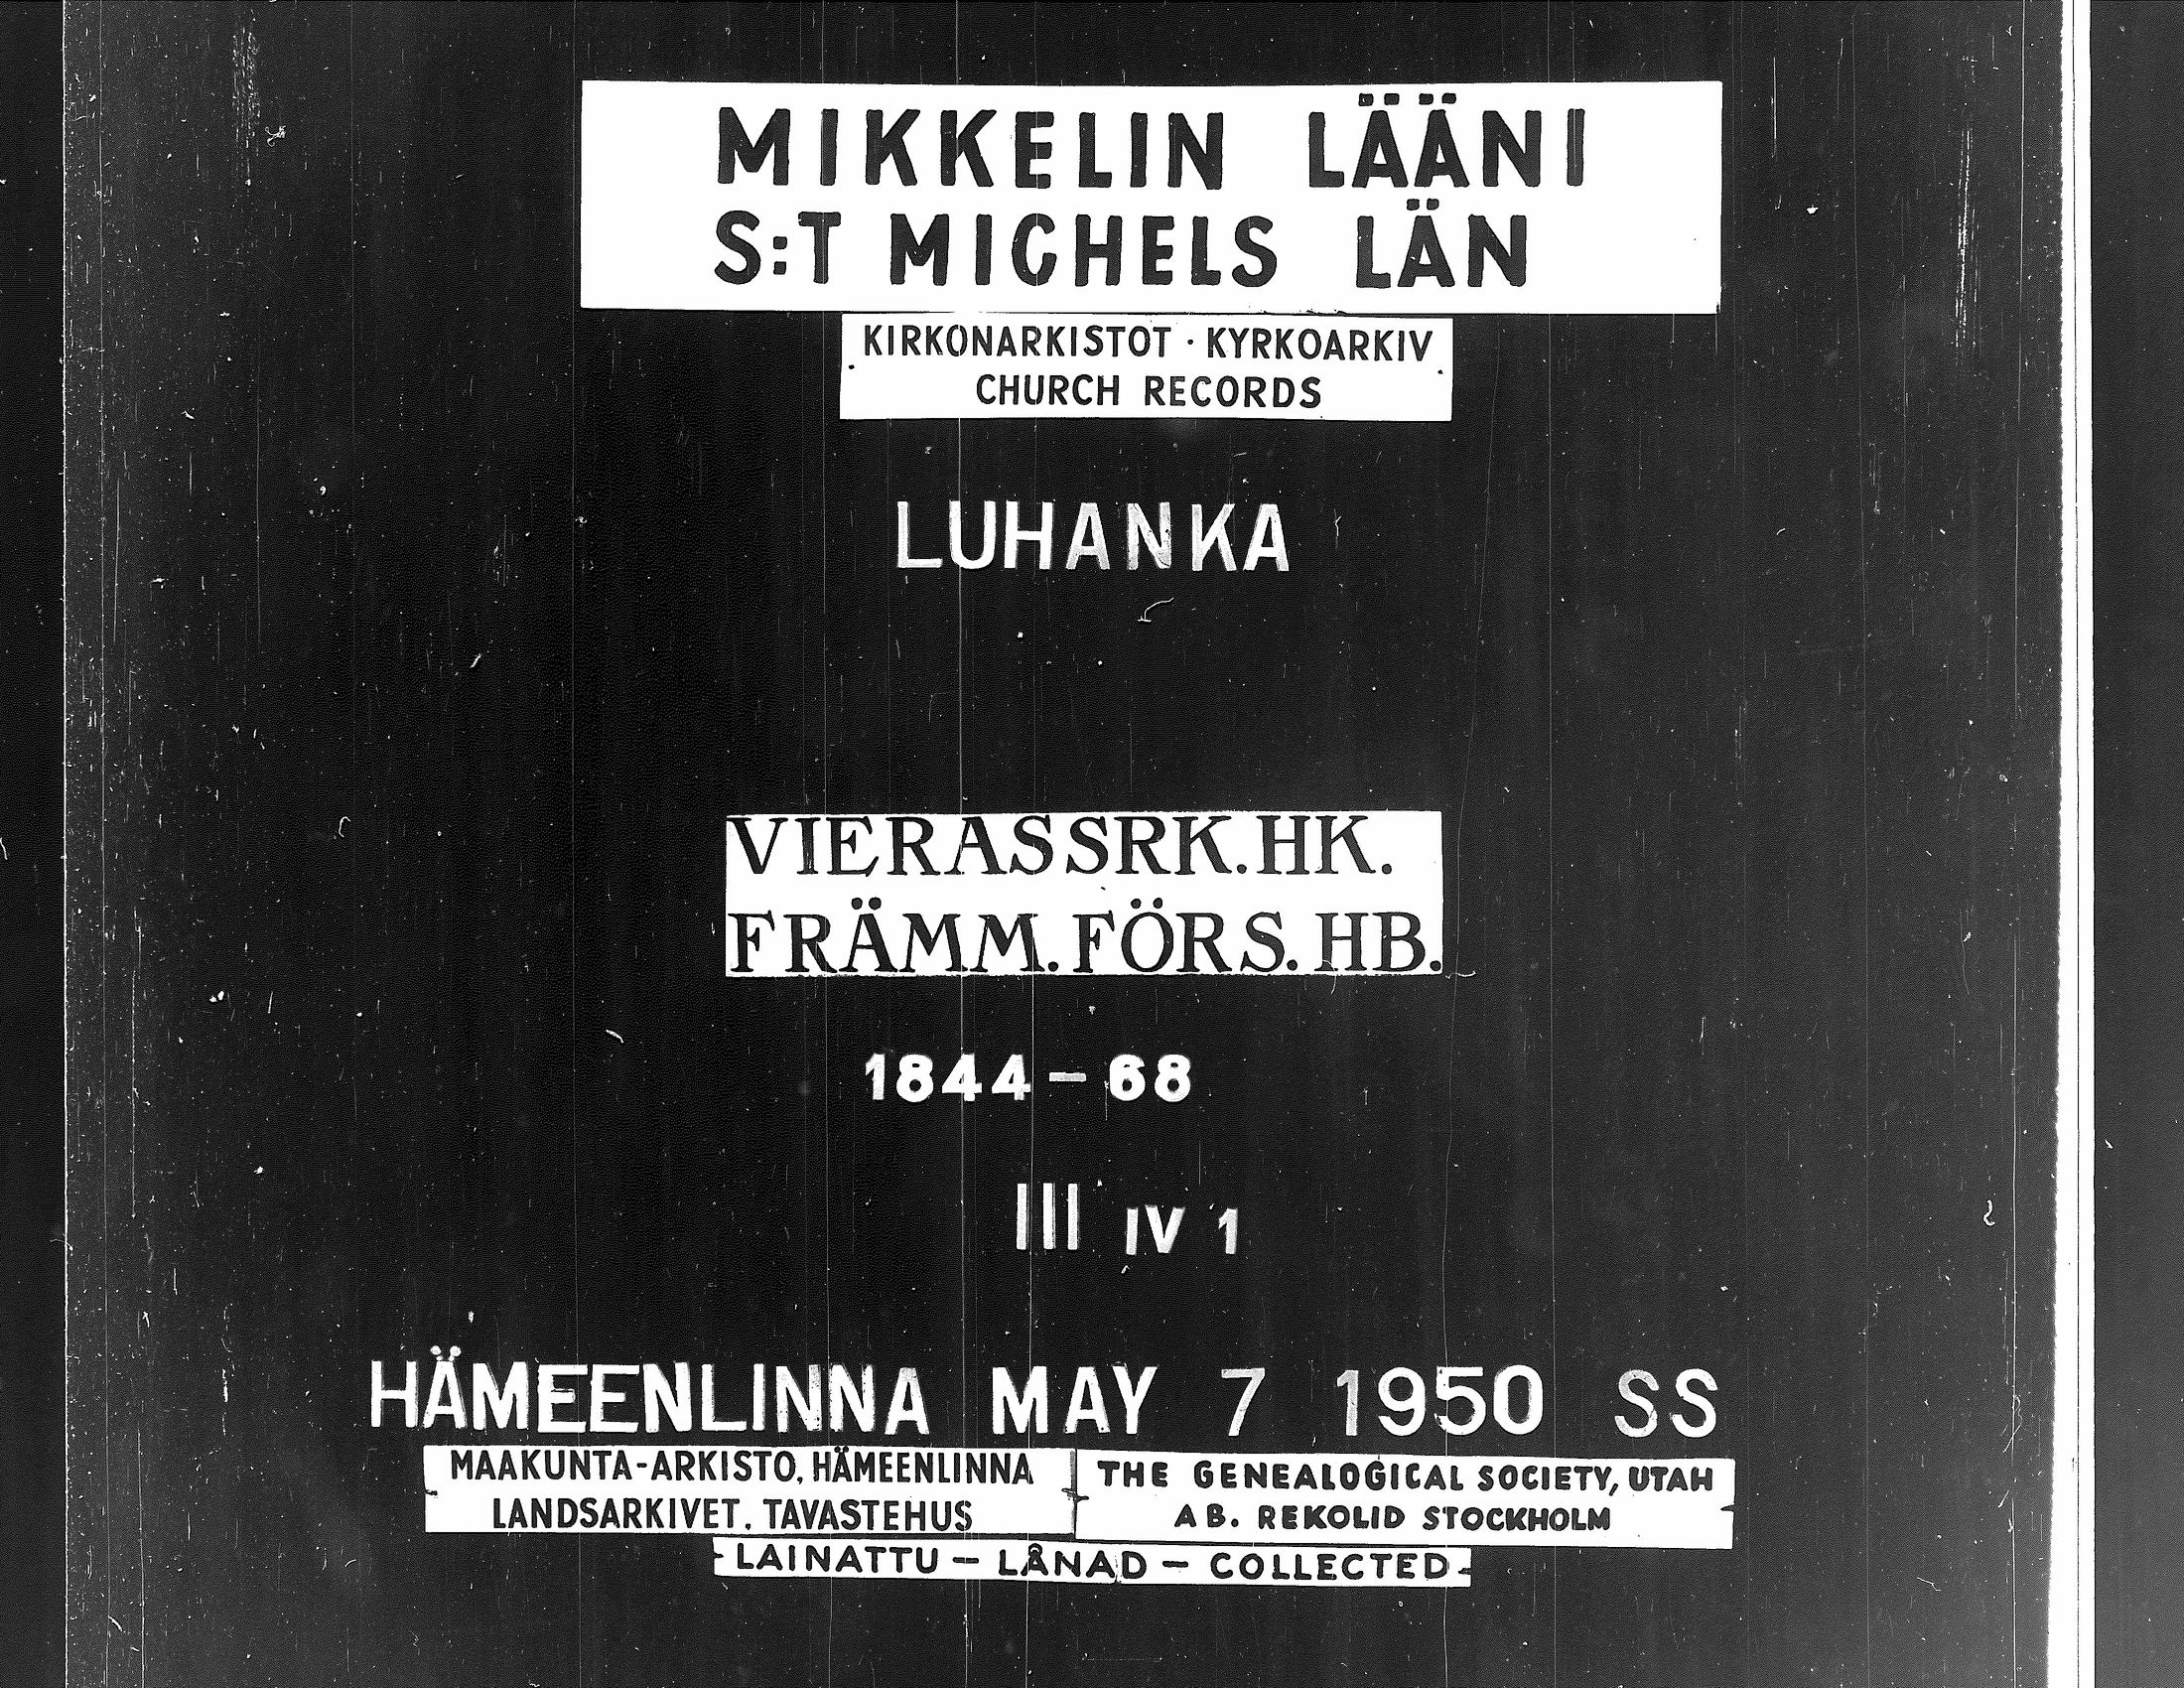 MIKKELIN LÄÄNI
S:T MICHELS LÄN
KIRKONARKISTOT · KYRKOARKIV
CHURCH RECORDS
LUHANKA
VIERASSRK.HK.
FRÄMM.FÖRS.HB.
1844-68
III IV 1
HÄMEENLINNA MAY 7 1950 SS
MAAKUNTA-ARKISTO, HÄMEENLINNA
LANDSARKIVET, TAVASTEHUS
THE GENEALOGICAL SOCIETY, UTAH
AB. REKOLID STOCKHOLM
LAINATTU - LÅNAD - COLLECTED